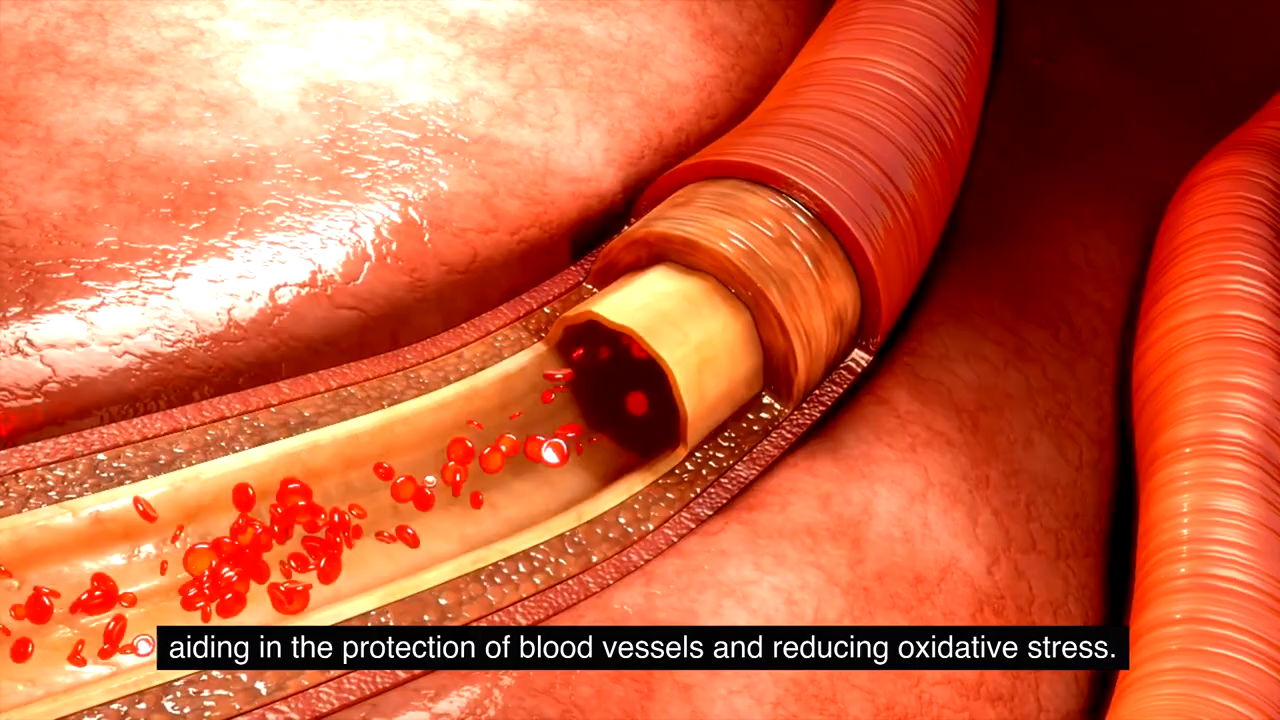 aiding in the protection of blood vessels and reducing oxidative stress.